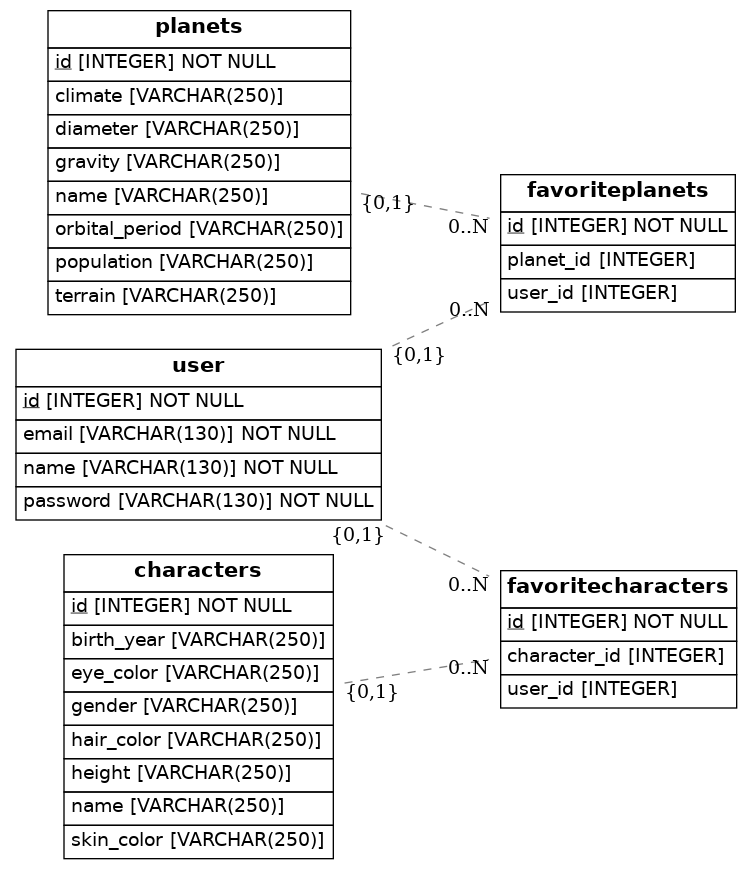 planets
id [INTEGER] NOT NULL
climate [VARCHAR(250)]
diameter [VARCHAR(250)]
gravity [VARCHAR(250)]
name [VARCHAR(250)]
orbital_period [VARCHAR(250)]
population [VARCHAR(250)]
terrain [VARCHAR(250)]
{0,1}
0..N
favoriteplanets
id [INTEGER] NOT NULL
planet_id [INTEGER]
user_id [INTEGER]
0..N
{0,1}
user
id [INTEGER] NOT NULL
email [VARCHAR(130)] NOT NULL
name [VARCHAR(130)] NOT NULL
password [VARCHAR(130)] NOT NULL
{0,1}
0..N
characters
id [INTEGER] NOT NULL
birth_year [VARCHAR(250)]
eye_color [VARCHAR(250)]
gender [VARCHAR(250)]
hair_color [VARCHAR(250)]
height [VARCHAR(250)]
name [VARCHAR(250)]
skin_color [VARCHAR(250)]
{0,1}
0..N
favoritecharacters
id [INTEGER] NOT NULL
character_id [INTEGER]
user_id [INTEGER]